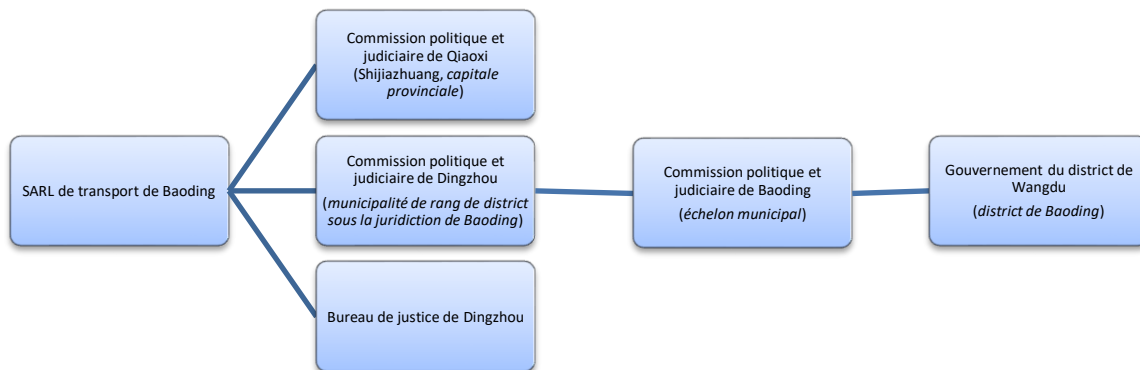 Commission politique et
judiciaire de Qiaoxi
(Shijiazhuang, capitale
provinciale)
SARL de transport de Baoding
Commission politique et
judiciaire de Dingzhou
(municipalité de rang de district
sous la juridiction de Baoding)
Commission politique et
judiciaire de Baoding
(échelon municipal)
Gouvernement du district de
Wangdu
(district de Baoding)
Bureau de justice de Dingzhou